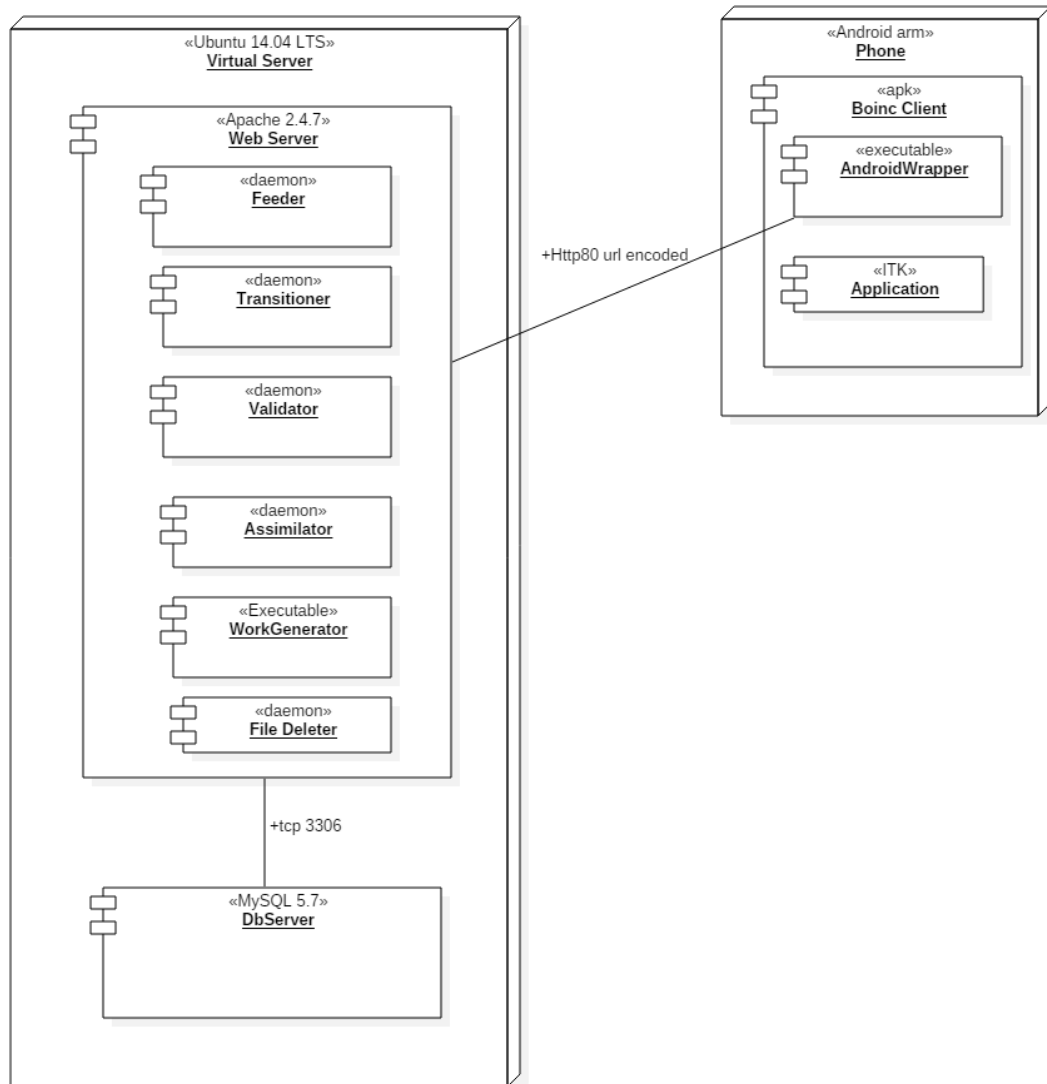 «Ubuntu 14.04 LTS»
Virtual Server
«Apache 2.4.7»
Web Server
«daemon»
Feeder
«daemon»
Transitioner
«daemon»
Validator
«daemon»
Assimilator
«Executable»
WorkGenerator
«daemon»
File Deleter
+tcp 3306
«MySQL 5.7»
DbServer
+Http80 url encoded
«Android arm»
Phone
«apk»
Boinc Client
«executable»
AndroidWrapper
«ITK»
Application